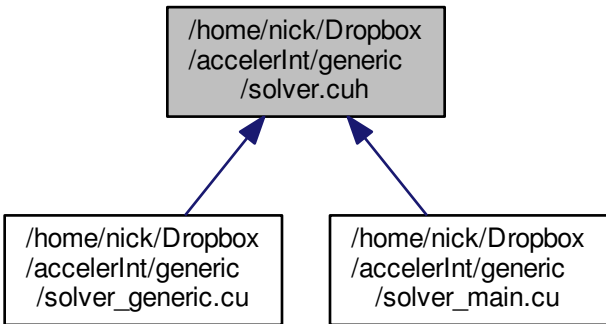 /home/nick/Dropbox
/accelerInt/generic
/solver.cuh
/home/nick/Dropbox
/accelerInt/generic
/solver_generic.cu
/home/nick/Dropbox
/accelerInt/generic
/solver_main.cu